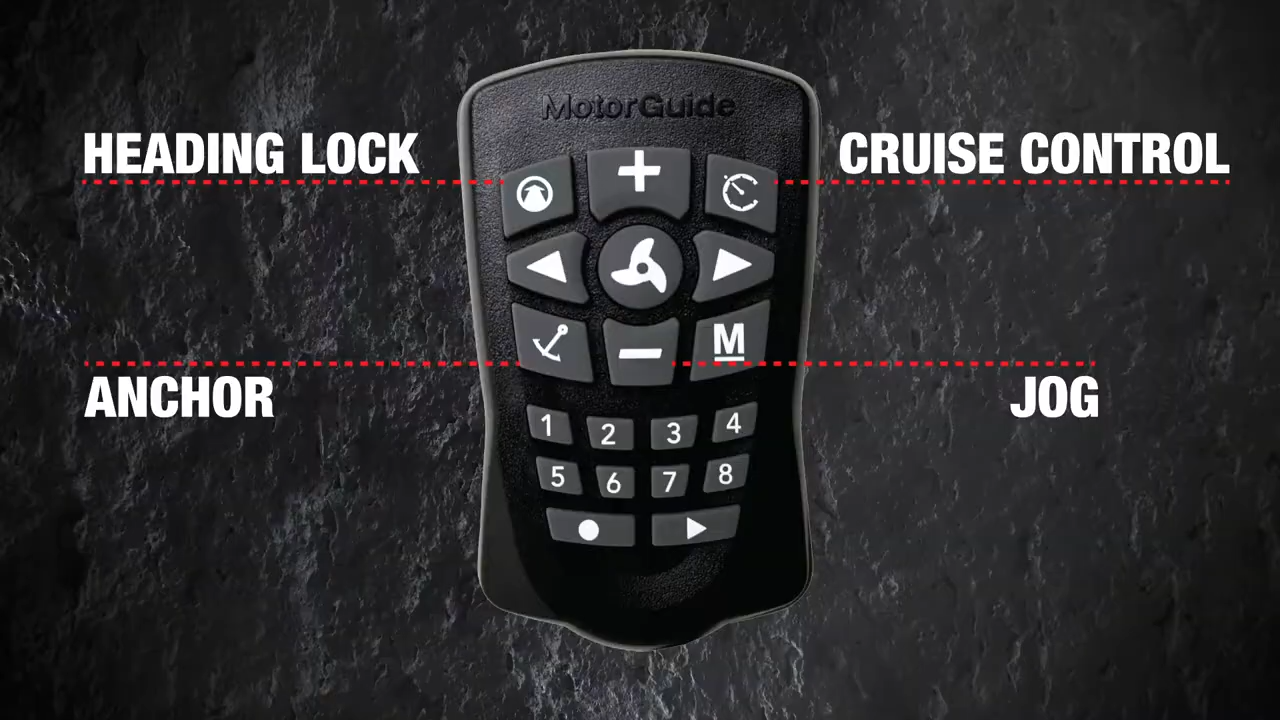 MotorGuide
HEADING LOCK
CRUISE CONTROL
+
M
ANCHOR
JOG
1 2 3 4
5 6 7 8